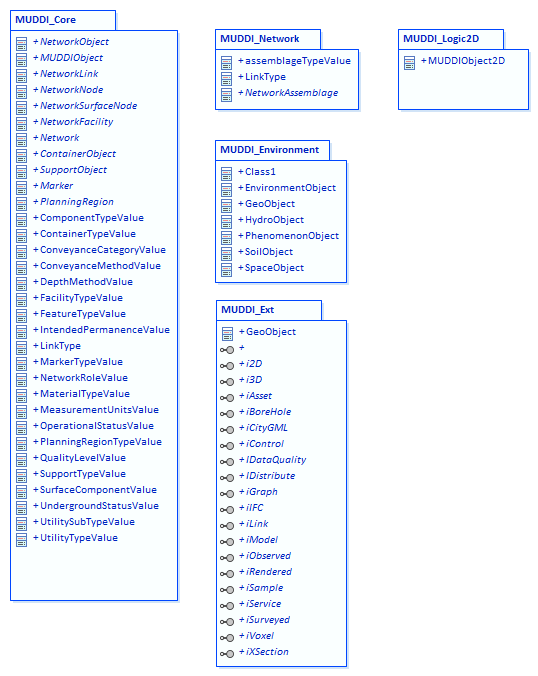 MUDDI_Core
+ NetworkObject
+ MUDDIObject
+ NetworkLink
+ NetworkNode
+ NetworkSurfaceNode
+ NetworkFacility
+ Network
+ ContainerObject
+ SupportObject
+ Marker
+ PlanningRegion
+ ComponentTypeValue
+ ContainerTypeValue
+ ConveyanceCategoryValue
+ ConveyanceMethodValue
+ DepthMethodValue
+ FacilityTypeValue
+ FeatureTypeValue
+ IntendedPermanenceValue
+ LinkType
+ MarkerTypeValue
+ NetworkRoleValue
+ MaterialTypeValue
+ MeasurementUnitsValue
+ OperationalStatusValue
+ PlanningRegionTypeValue
+ QualityLevelValue
+ SupportTypeValue
+ SurfaceComponentValue
+ UndergroundStatusValue
+ UtilitySubTypeValue
+ UtilityTypeValue
MUDDI_Network
+ assemblageTypeValue
+ LinkType
+ NetworkAssemblage
MUDDI_Logic2D
+ MUDDIObject2D
MUDDI_Environment
+ Class1
+ EnvironmentObject
+ GeoObject
+ HydroObject
+ PhenomenonObject
+ SoilObject
+ SpaceObject
MUDDI_Ext
+ GeoObject
+
+ i2D
+ i3D
+ iAsset
+ iBoreHole
+ iCityGML
+ iControl
+ IDataQuality
+ IDistribute
+ iGraph
+ iIFC
+ iLink
+ iModel
+ iObserved
+ iRendered
+ iSample
+ iService
+ iSurveyed
+ iVoxel
+ iXSection